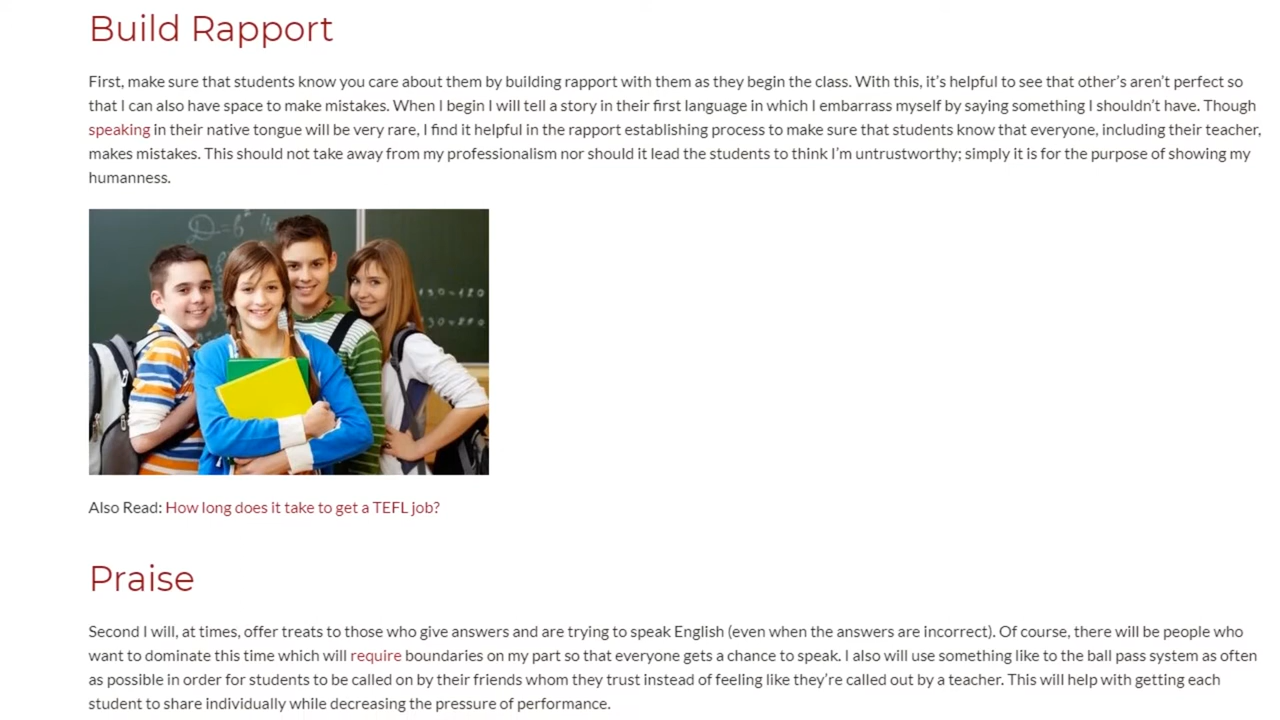 Build Rapport
First, make sure that students know you care about them by building rapport with them as they begin the class. With this, it's helpful to see that other's aren't perfect so
that I can also have space to make mistakes. When I begin I will tell a story in their first language in which I embarrass myself by saying something I shouldn't have. Though
speaking in their native tongue will be very rare, I find it helpful in the rapport establishing process to make sure that students know that everyone, including their teacher,
makes mistakes. This should not take away from my professionalism nor should it lead the students to think I'm untrustworthy; simply it is for the purpose of showing my
humanness.
Also Read: How long does it take to get a TEFL job?
Praise
Second I will, at times, offer treats to those who give answers and are trying to speak English (even when the answers are incorrect). Of course, there will be people who
want to dominate this time which will require boundaries on my part so that everyone gets a chance to speak. I also will use something like to the ball pass system as often
as possible in order for students to be called on by their friends whom they trust instead of feeling like they're called out by a teacher. This will help with getting each
student to share individually while decreasing the pressure of performance.